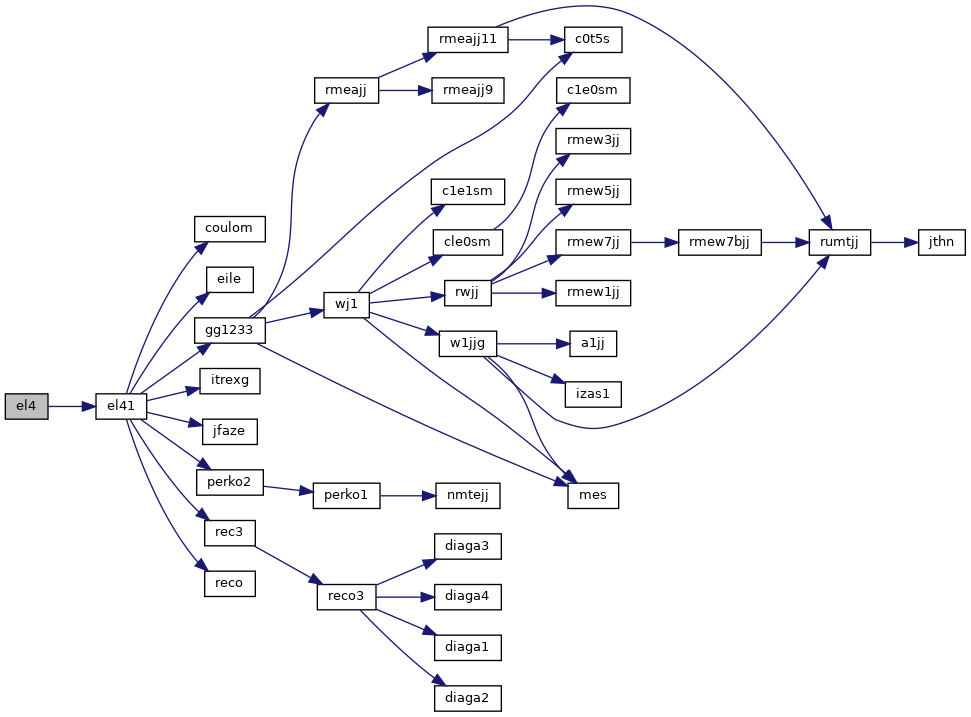 rmeajj11
c0t5s
rmeajj
rmeajj9
c1e0sm
rmew3jj
c1e1sm
rmew5jj
coulom
cle0sm
rmew7jj
rmew7bjj
rumtjj
jthn
eile
rwjj
rmew1jj
wj1
gg1233
w1jjg
a1jj
itrexg
izas1
el4
el41
jfaze
perko2
perko1
nmtejj
mes
rec3
diaga3
reco
reco3
diaga4
diaga1
diaga2